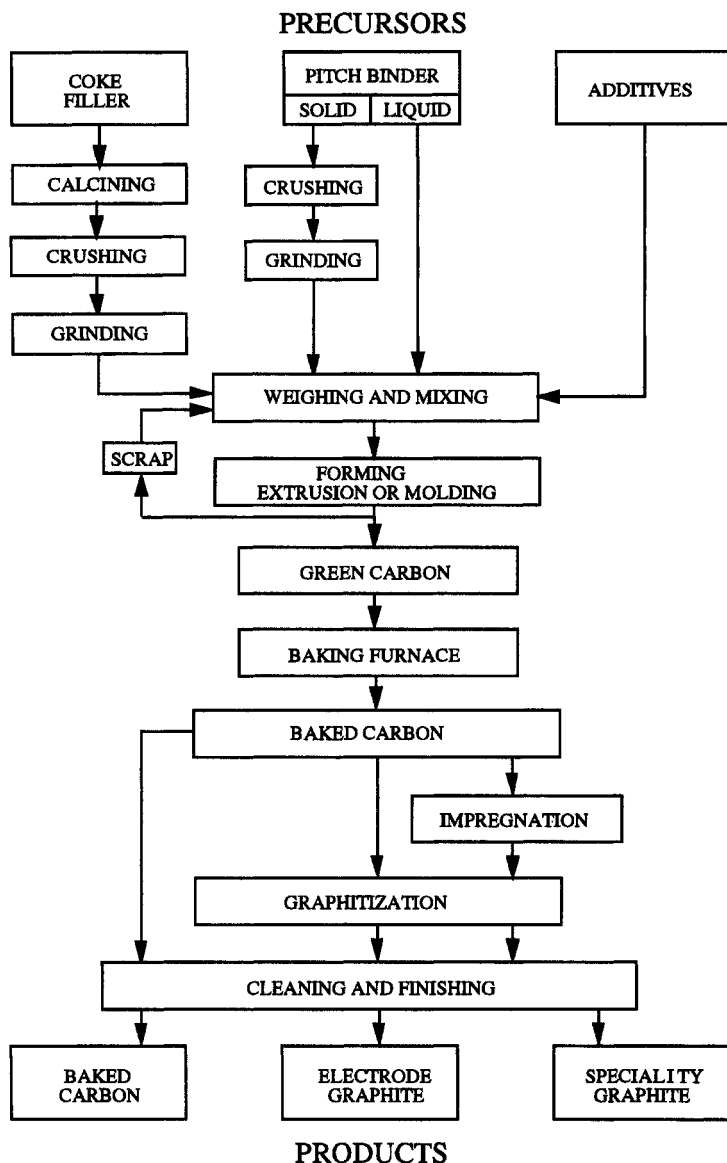 PRECURSORS
COKE
FILLER
PITCH BINDER
SOLID
LIQUID
ADDITIVES
CALCINING
CRUSHING
CRUSHING
GRINDING
GRINDING
WEIGHING AND MIXING
SCRAP
FORMING
EXTRUSION OR MOLDING
GREEN CARBON
BAKING FURNACE
BAKED CARBON
IMPREGNATION
GRAPHITIZATION
CLEANING AND FINISHING
BAKED
CARBON
ELECTRODE
GRAPHITE
SPECIALITY
GRAPHITE
PRODUCTS